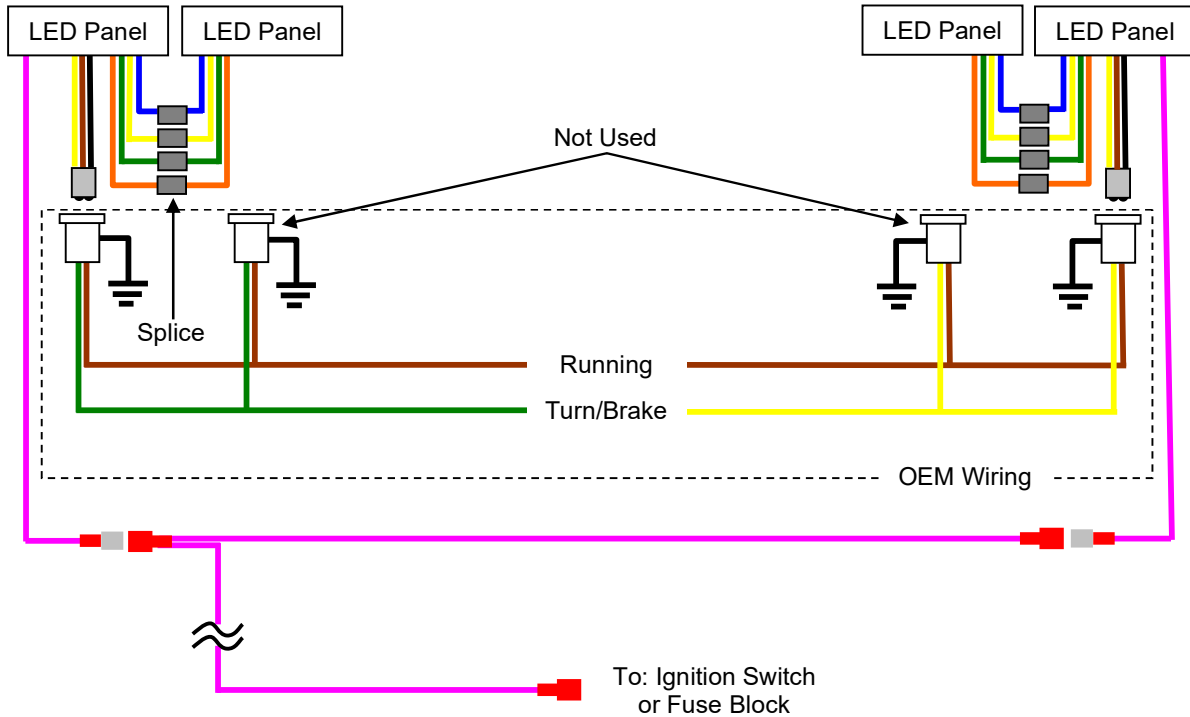 LED Panel
LED Panel
LED Panel
LED Panel
Not Used
Splice
Running
Turn/Brake
OEM Wiring
To: Ignition Switch
or Fuse Block